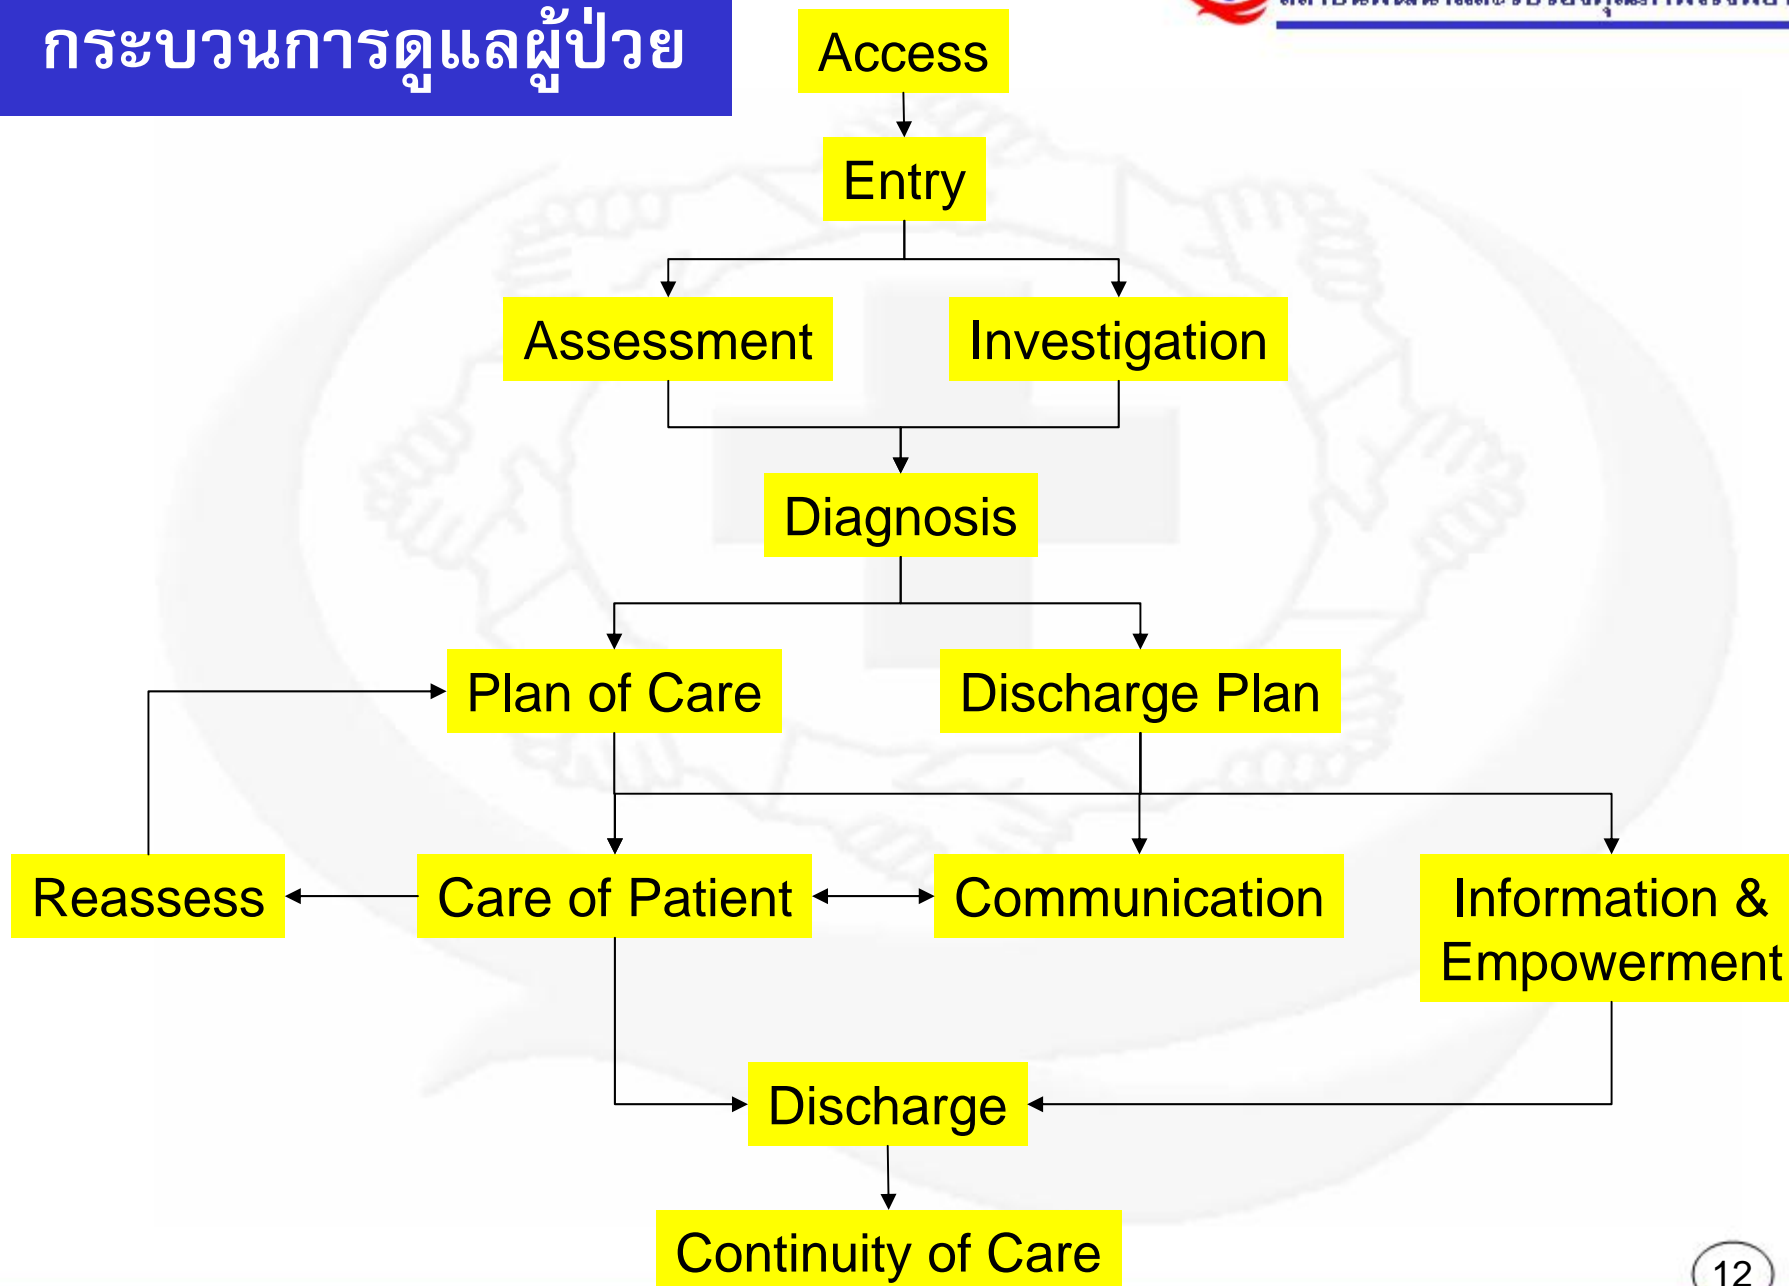 กระบวนการดูแลผู้ป่วย
Access
Entry
Assessment
Investigation
Diagnosis
Plan of Care
Discharge Plan
Reassess
Care of Patient
Communication
Information &
Empowerment
Discharge
Continuity of Care
12